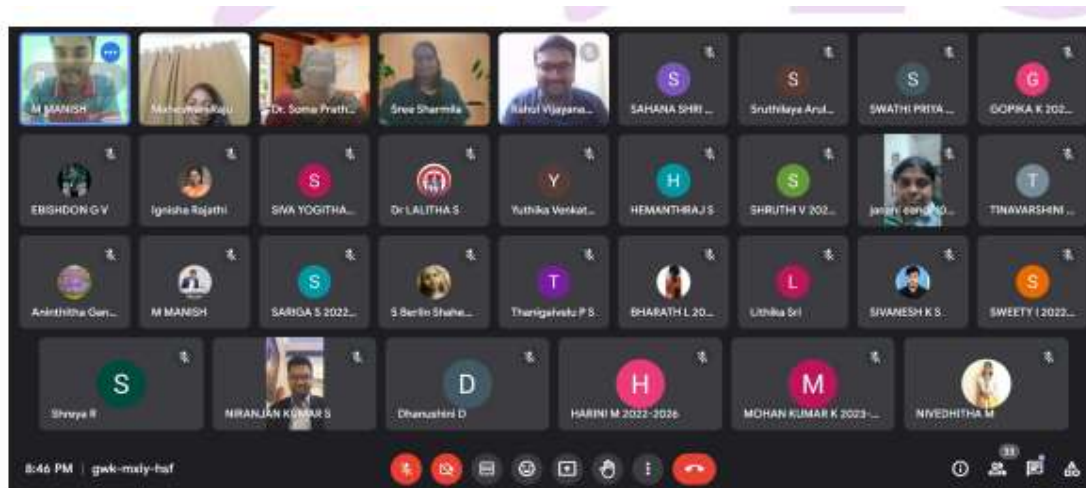 M MANISH
Dr. Soma Prath...
Sree Sharmila
Rahul Vijayana...
SAHANA SHRI ...
Sruthilaya Arul...
SWATHI PRIYA ...
GOPIKA K 202...
EBISHDON G V
Ignisha Rajathi
SIVA YOGITHA...
Dr LALITHA S
Yuthika Venkat...
HEMANTHRAJ S
SHRUTHI V 202...
TINAVARSHINI ...
Aninthitha Gan...
M MANISH
SARIGA S 2022...
S Berlin Shahe...
Thanigaivelu P S
BHARATH L 20...
Lithika Sri
SIVANESH K S
SWEETY I 2022...
Shreya R
NIRANJAN KUMAR S
Dhanushini D
HARINI M 2022-2026
MOHAN KUMAR K 2023-...
NIVEDHITHA M
S
S
S
G
S
Y
H
S
T
S
T
L
S
S
D
H
M
8:46 PM | gwk-mxiy-hsf
33